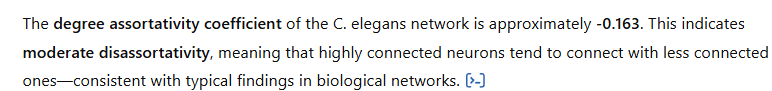 The degree assortativity coefficient of the C. elegans network is approximately -0.163. This indicates
moderate disassortativity, meaning that highly connected neurons tend to connect with less connected
ones—consistent with typical findings in biological networks. [>-]